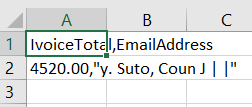 A B C
1 IvoiceTotal,EmailAddress
2 4520.00,"y. Suto, Coun J | |"